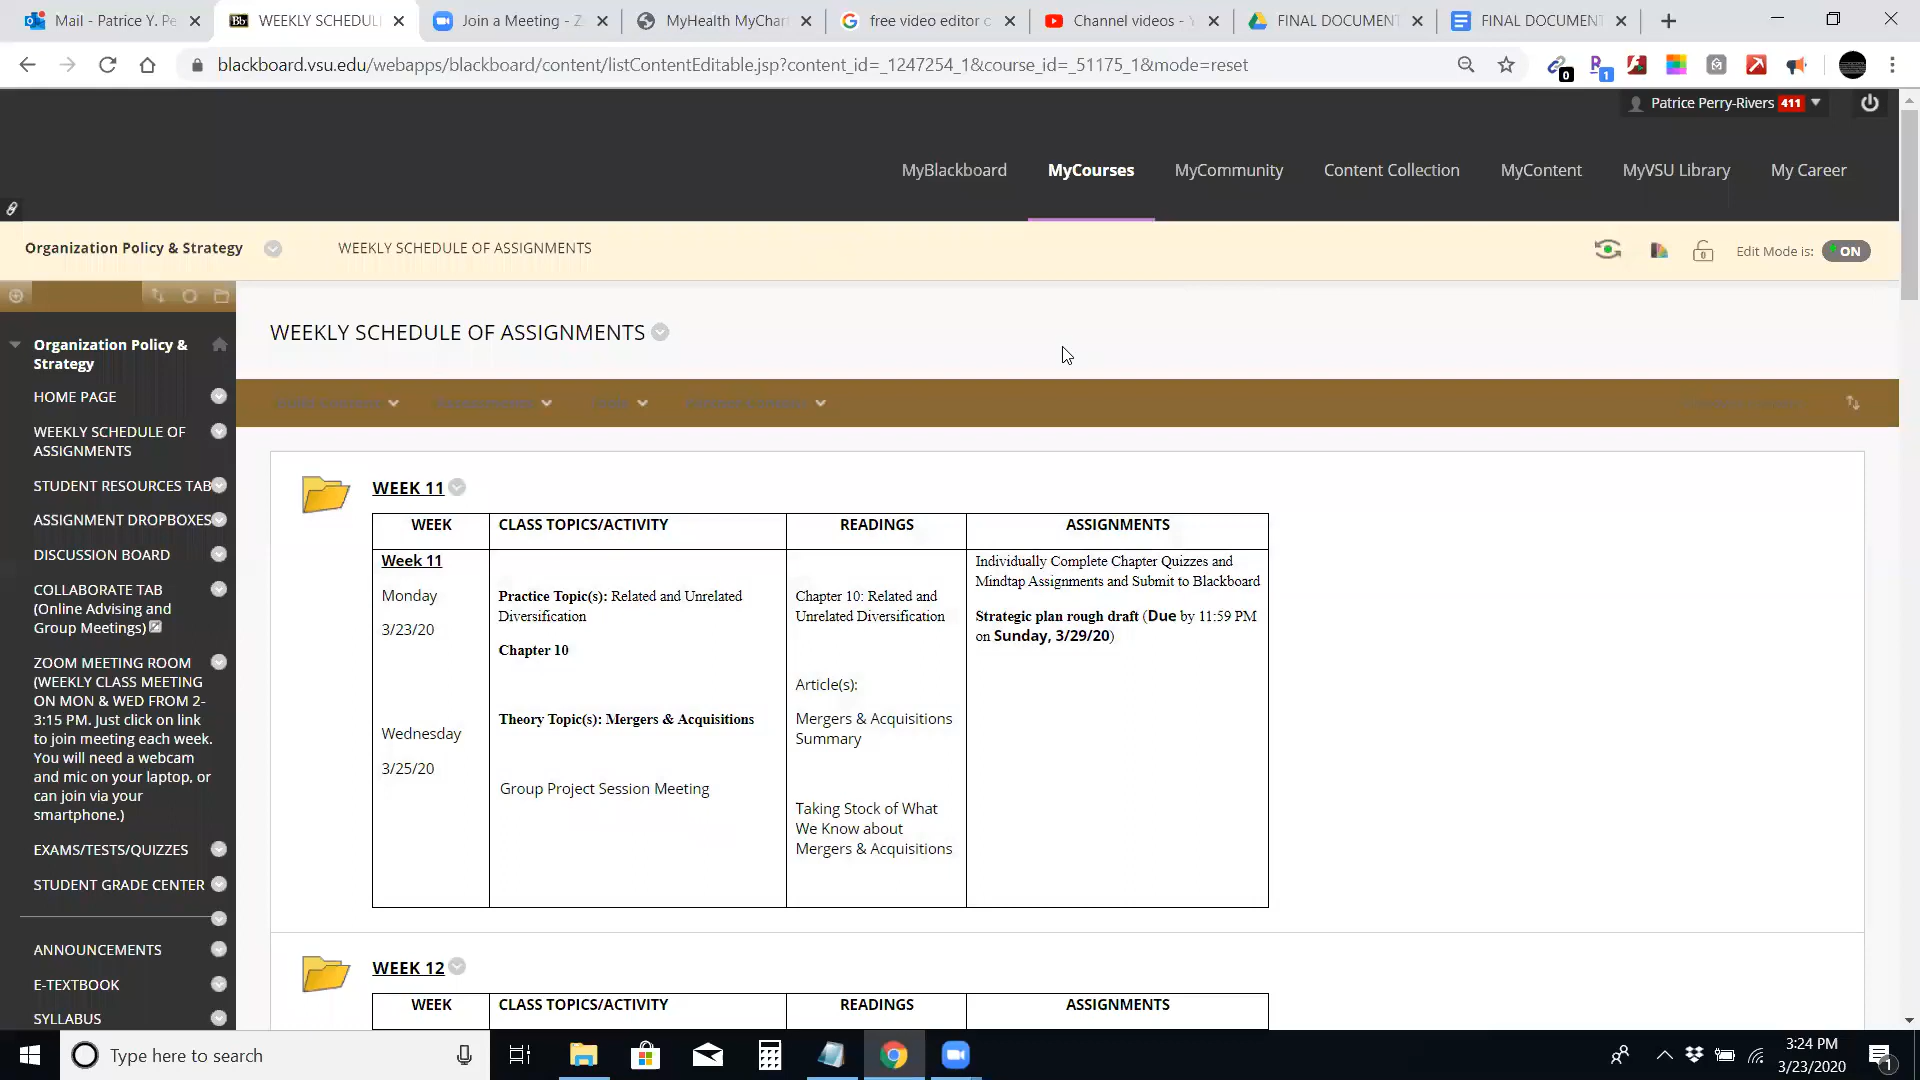 Mail - Patrice Y. Pe
WEEKLY SCHEDUL
Join a Meeting - Z
MyHealth MyChar
free video editor c
Channel videos - Y
FINAL DOCUMENT
FINAL DOCUMENT
blackboard.vsu.edu/webapps/blackboard/content/listContentEditable.jsp?content_id=_1247254_1&course_id=_51175_1&mode=reset
0
1
Patrice Perry-Rivers 411
MyBlackboard
MyCourses
MyCommunity
Content Collection
MyContent
MyVSU Library
My Career
Organization Policy & Strategy
WEEKLY SCHEDULE OF ASSIGNMENTS
Edit Mode is: ON
Organization Policy &
Strategy
HOME PAGE
WEEKLY SCHEDULE OF
ASSIGNMENTS
STUDENT RESOURCES TAB
ASSIGNMENT DROPBOXES
DISCUSSION BOARD
COLLABORATE TAB
(Online Advising and
Group Meetings)
ZOOM MEETING ROOM
(WEEKLY CLASS MEETING
ON MON & WED FROM 2-
3:15 PM. Just click on link
to join meeting each week.
You will need a webcam
and mic on your laptop, or
can join via your
smartphone.)
EXAMS/TESTS/QUIZZES
STUDENT GRADE CENTER
ANNOUNCEMENTS
E-TEXTBOOK
SYLLABUS
WEEKLY SCHEDULE OF ASSIGNMENTS
WEEK 11
WEEK
CLASS TOPICS/ACTIVITY
READINGS
ASSIGNMENTS
Week 11
Monday
3/23/20
Wednesday
3/25/20
Practice Topic(s): Related and Unrelated
Diversification
Chapter 10
Theory Topic(s): Mergers & Acquisitions
Group Project Session Meeting
Chapter 10: Related and
Unrelated Diversification
Article(s):
Mergers & Acquisitions
Summary
Taking Stock of What
We Know about
Mergers & Acquisitions
Individually Complete Chapter Quizzes and
Mindtap Assignments and Submit to Blackboard
Strategic plan rough draft (Due by 11:59 PM
on Sunday, 3/29/20)
WEEK 12
WEEK
CLASS TOPICS/ACTIVITY
READINGS
ASSIGNMENTS
Type here to search
3:24 PM
3/23/2020
1